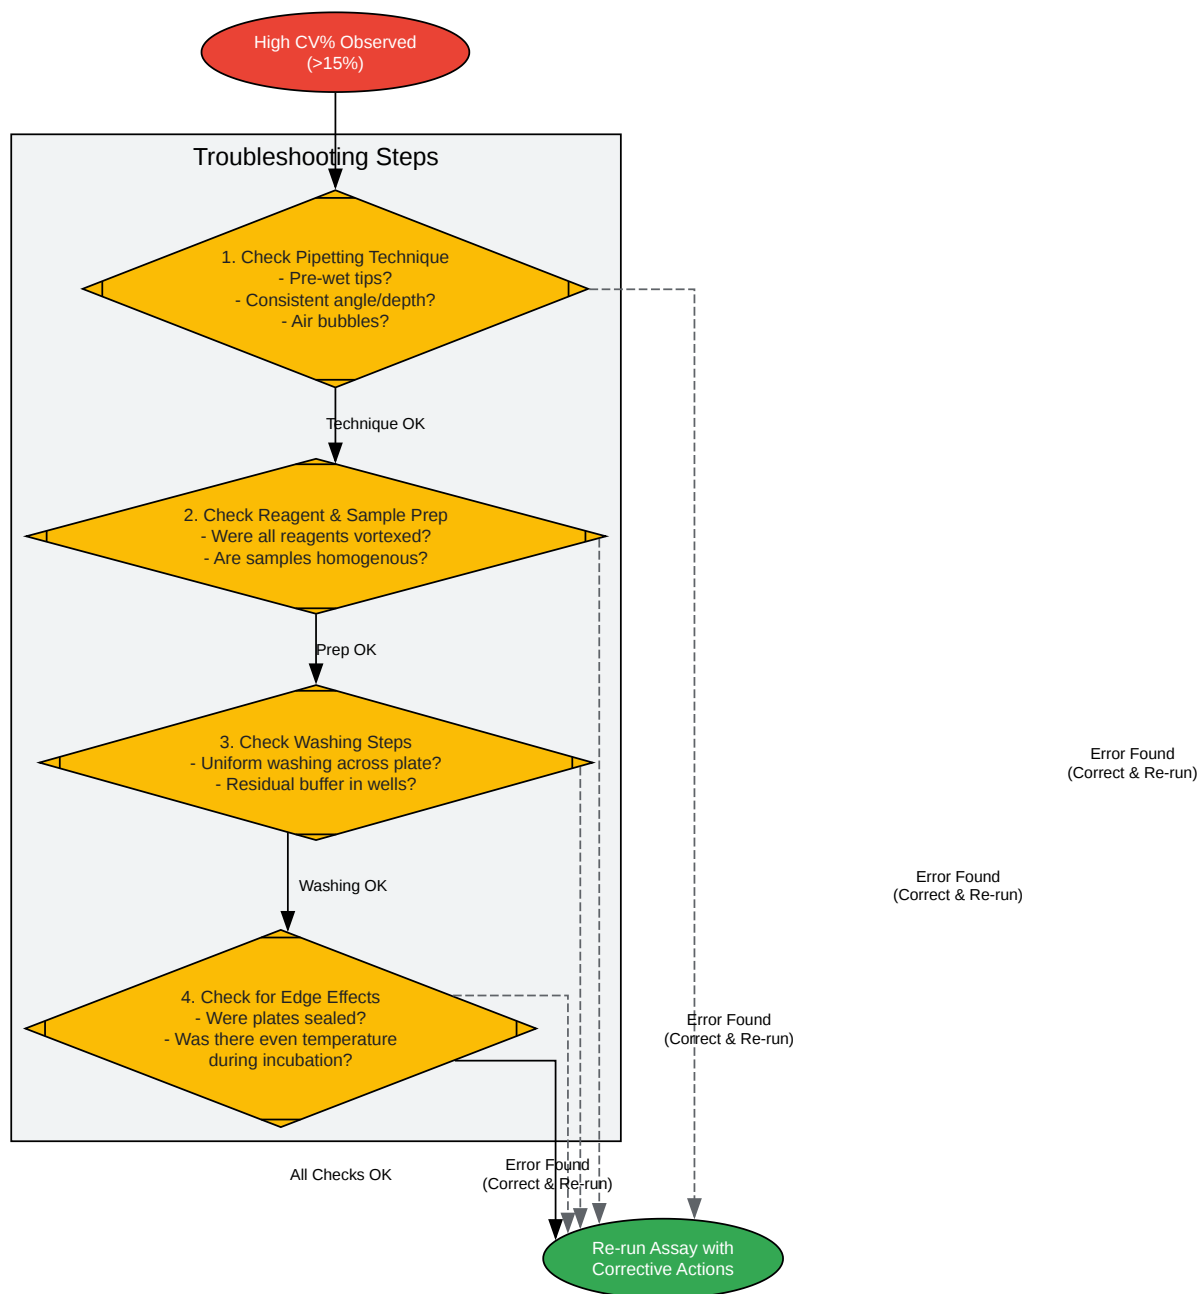 High CV% Observed
(>15%)
Troubleshooting Steps
1. Check Pipetting Technique
- Pre-wet tips?
- Consistent angle/depth?
- Air bubbles?
Technique OK
2. Check Reagent & Sample Prep
- Were all reagents vortexed?
- Are samples homogenous?
Prep OK
3. Check Washing Steps
- Uniform washing across plate?
- Residual buffer in wells?
Error Found
(Correct & Re-run)
Washing OK
Error Found
(Correct & Re-run)
4. Check for Edge Effects
- Were plates sealed?
- Was there even temperature
during incubation?
Error Found
(Correct & Re-run)
All Checks OK
Error Found
(Correct & Re-run)
Re-run Assay with
Corrective Actions